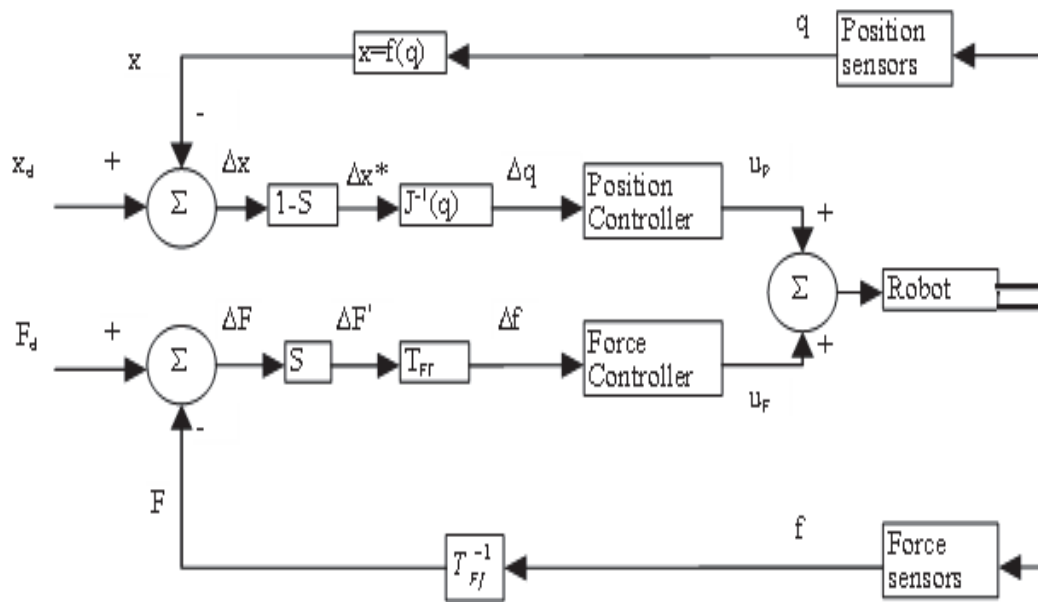 q
Position
sensors
x=f(q)
x
-
x_d
+
Δx
Δx*
Δq
u_P
Σ
1-S
J⁻¹(q)
Position
Controller
+
Σ
Robot
F_d
+
ΔF
ΔF'
Δf
Σ
S
T_Ff
Force
Controller
+
u_F
-
F
f
T_Ff⁻¹
Force
sensors